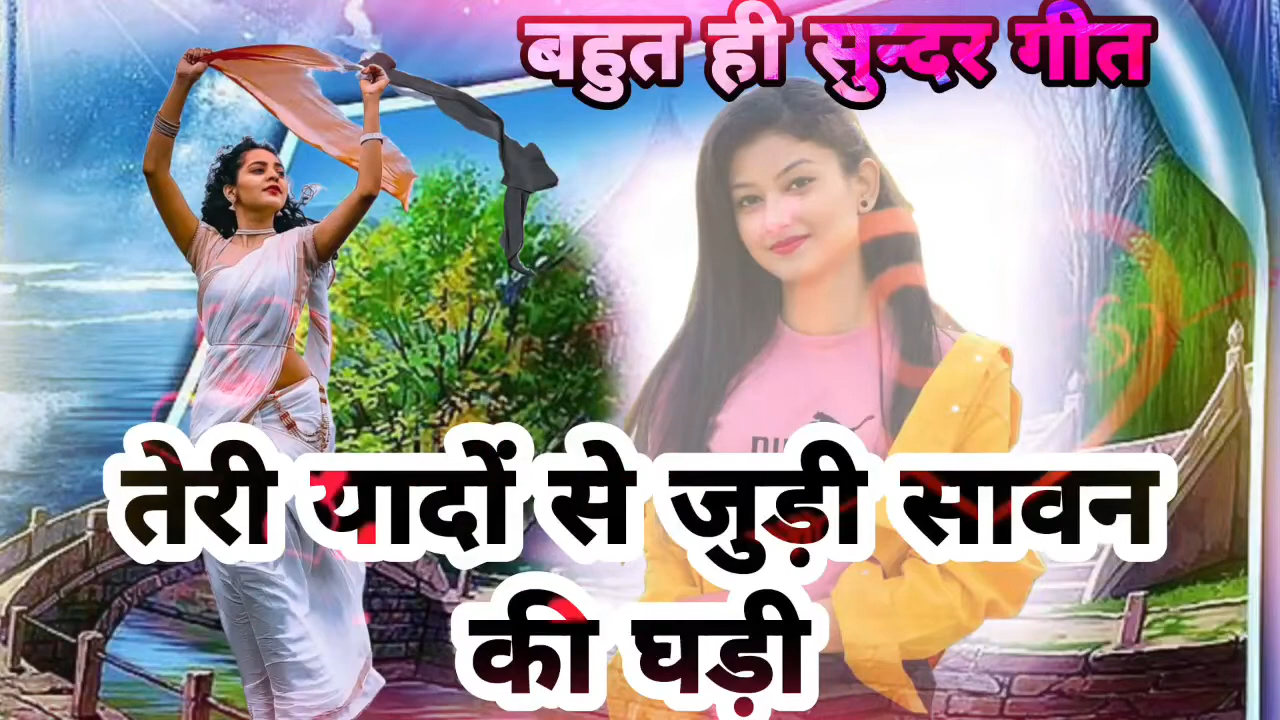 बहुत ही सुन्दर गीत
तेरी यादों से जुड़ी सावन
की घड़ी